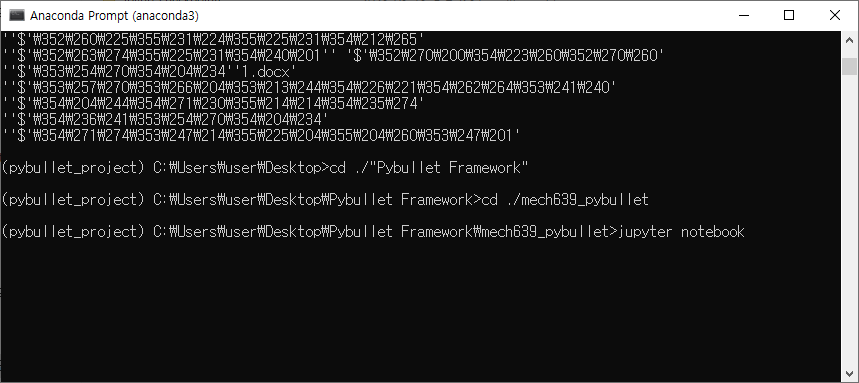 Anaconda Prompt (anaconda3)
''$'₩352₩260₩225₩355₩231₩224₩355₩225₩231₩354₩212₩265'
''$'₩352₩263₩274₩355₩225₩231₩354₩240₩201'' '$'₩352₩270₩200₩354₩223₩260₩352₩270₩260'
''$'₩353₩254₩270₩354₩204₩234''1.docx'
''$'₩353₩257₩270₩353₩266₩204₩353₩213₩244₩354₩226₩221₩354₩262₩264₩353₩241₩240'
''$'₩354₩204₩244₩354₩271₩230₩355₩214₩214₩354₩235₩274'
''$'₩354₩236₩241₩353₩254₩270₩354₩204₩234'
''$'₩354₩271₩274₩353₩247₩214₩355₩225₩204₩355₩204₩260₩353₩247₩201'
(pybullet_project) C:₩Users₩user₩Desktop>cd ./"Pybullet Framework"
(pybullet_project) C:₩Users₩user₩Desktop₩Pybullet Framework>cd ./mech639_pybullet
(pybullet_project) C:₩Users₩user₩Desktop₩Pybullet Framework₩mech639_pybullet>jupyter notebook